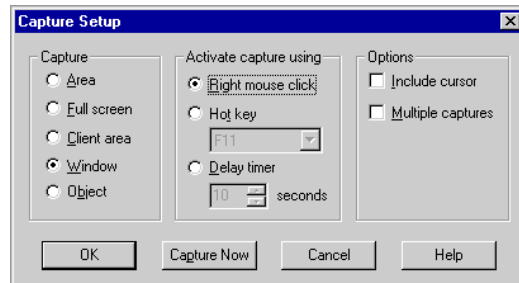 Capture Setup
Capture
Area
Full screen
Client area
Window
Object
Activate capture using
Right mouse click
Hot key
F11
Delay timer
10 seconds
Options
Include cursor
Multiple captures
OK
Capture Now
Cancel
Help